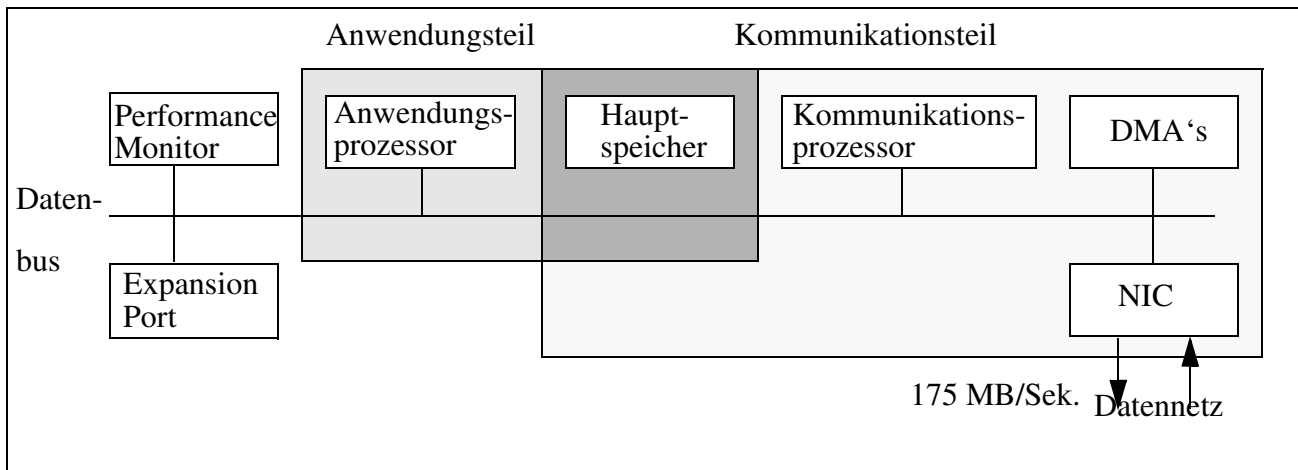 Anwendungsteil
Kommunikationsteil
Performance
Monitor
Anwendungs-
prozessor
Haupt-
speicher
Kommunikations-
prozessor
DMA‘s
Daten-
bus
Expansion
Port
NIC
175 MB/Sek.
Datennetz